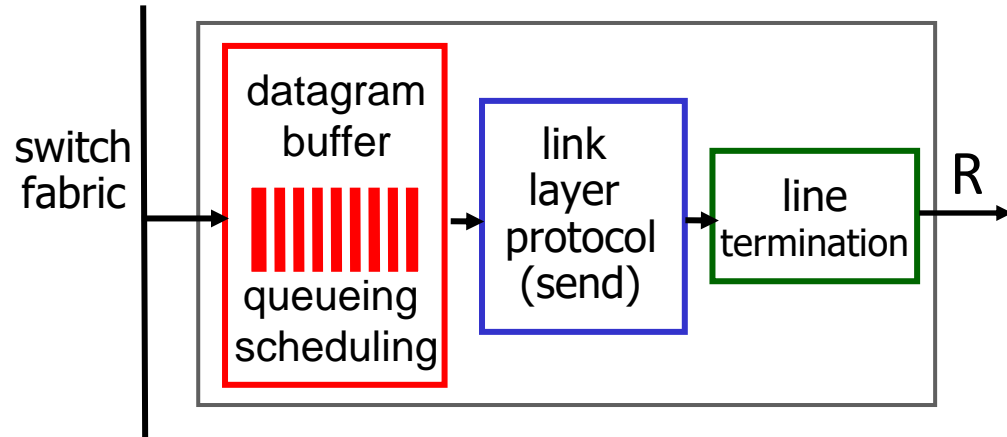 switch
fabric
datagram
buffer
queueing
scheduling
link
layer
protocol
(send)
line
termination
R